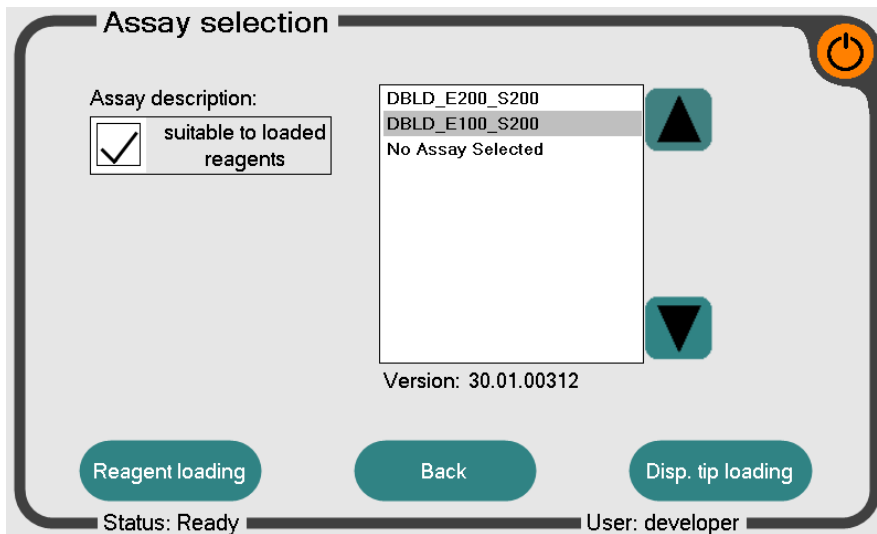 Assay selection
Assay description:
suitable to loaded
reagents
DBLD_E200_S200
DBLD_E100_S200
No Assay Selected
Version: 30.01.00312
Reagent loading
Back
Disp. tip loading
Status: Ready
User: developer